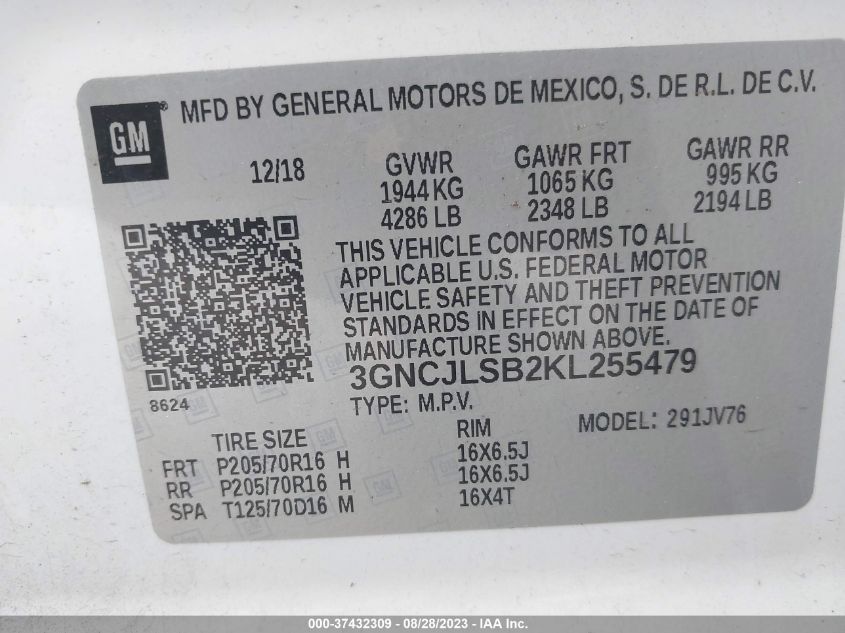 GM ® MFD BY GENERAL MOTORS DE MEXICO, S. DE R.L. DE C.V.
12/18 GVWR GAWR FRT GAWR RR
1944 KG 1065 KG 995 KG
4286 LB 2348 LB 2194 LB
THIS VEHICLE CONFORMS TO ALL
APPLICABLE U.S. FEDERAL MOTOR
VEHICLE SAFETY AND THEFT PREVENTION
STANDARDS IN EFFECT ON THE DATE OF
MANUFACTURE SHOWN ABOVE.
3GNCJLSB2KL255479
8624
TYPE: M.P.V. MODEL: 291JV76
TIRE SIZE RIM
FRT P205/70R16 H 16X6.5J
RR P205/70R16 H 16X6.5J
SPA T125/70D16 M 16X4T
000-37432309 - 08/28/2023 - IAA Inc.